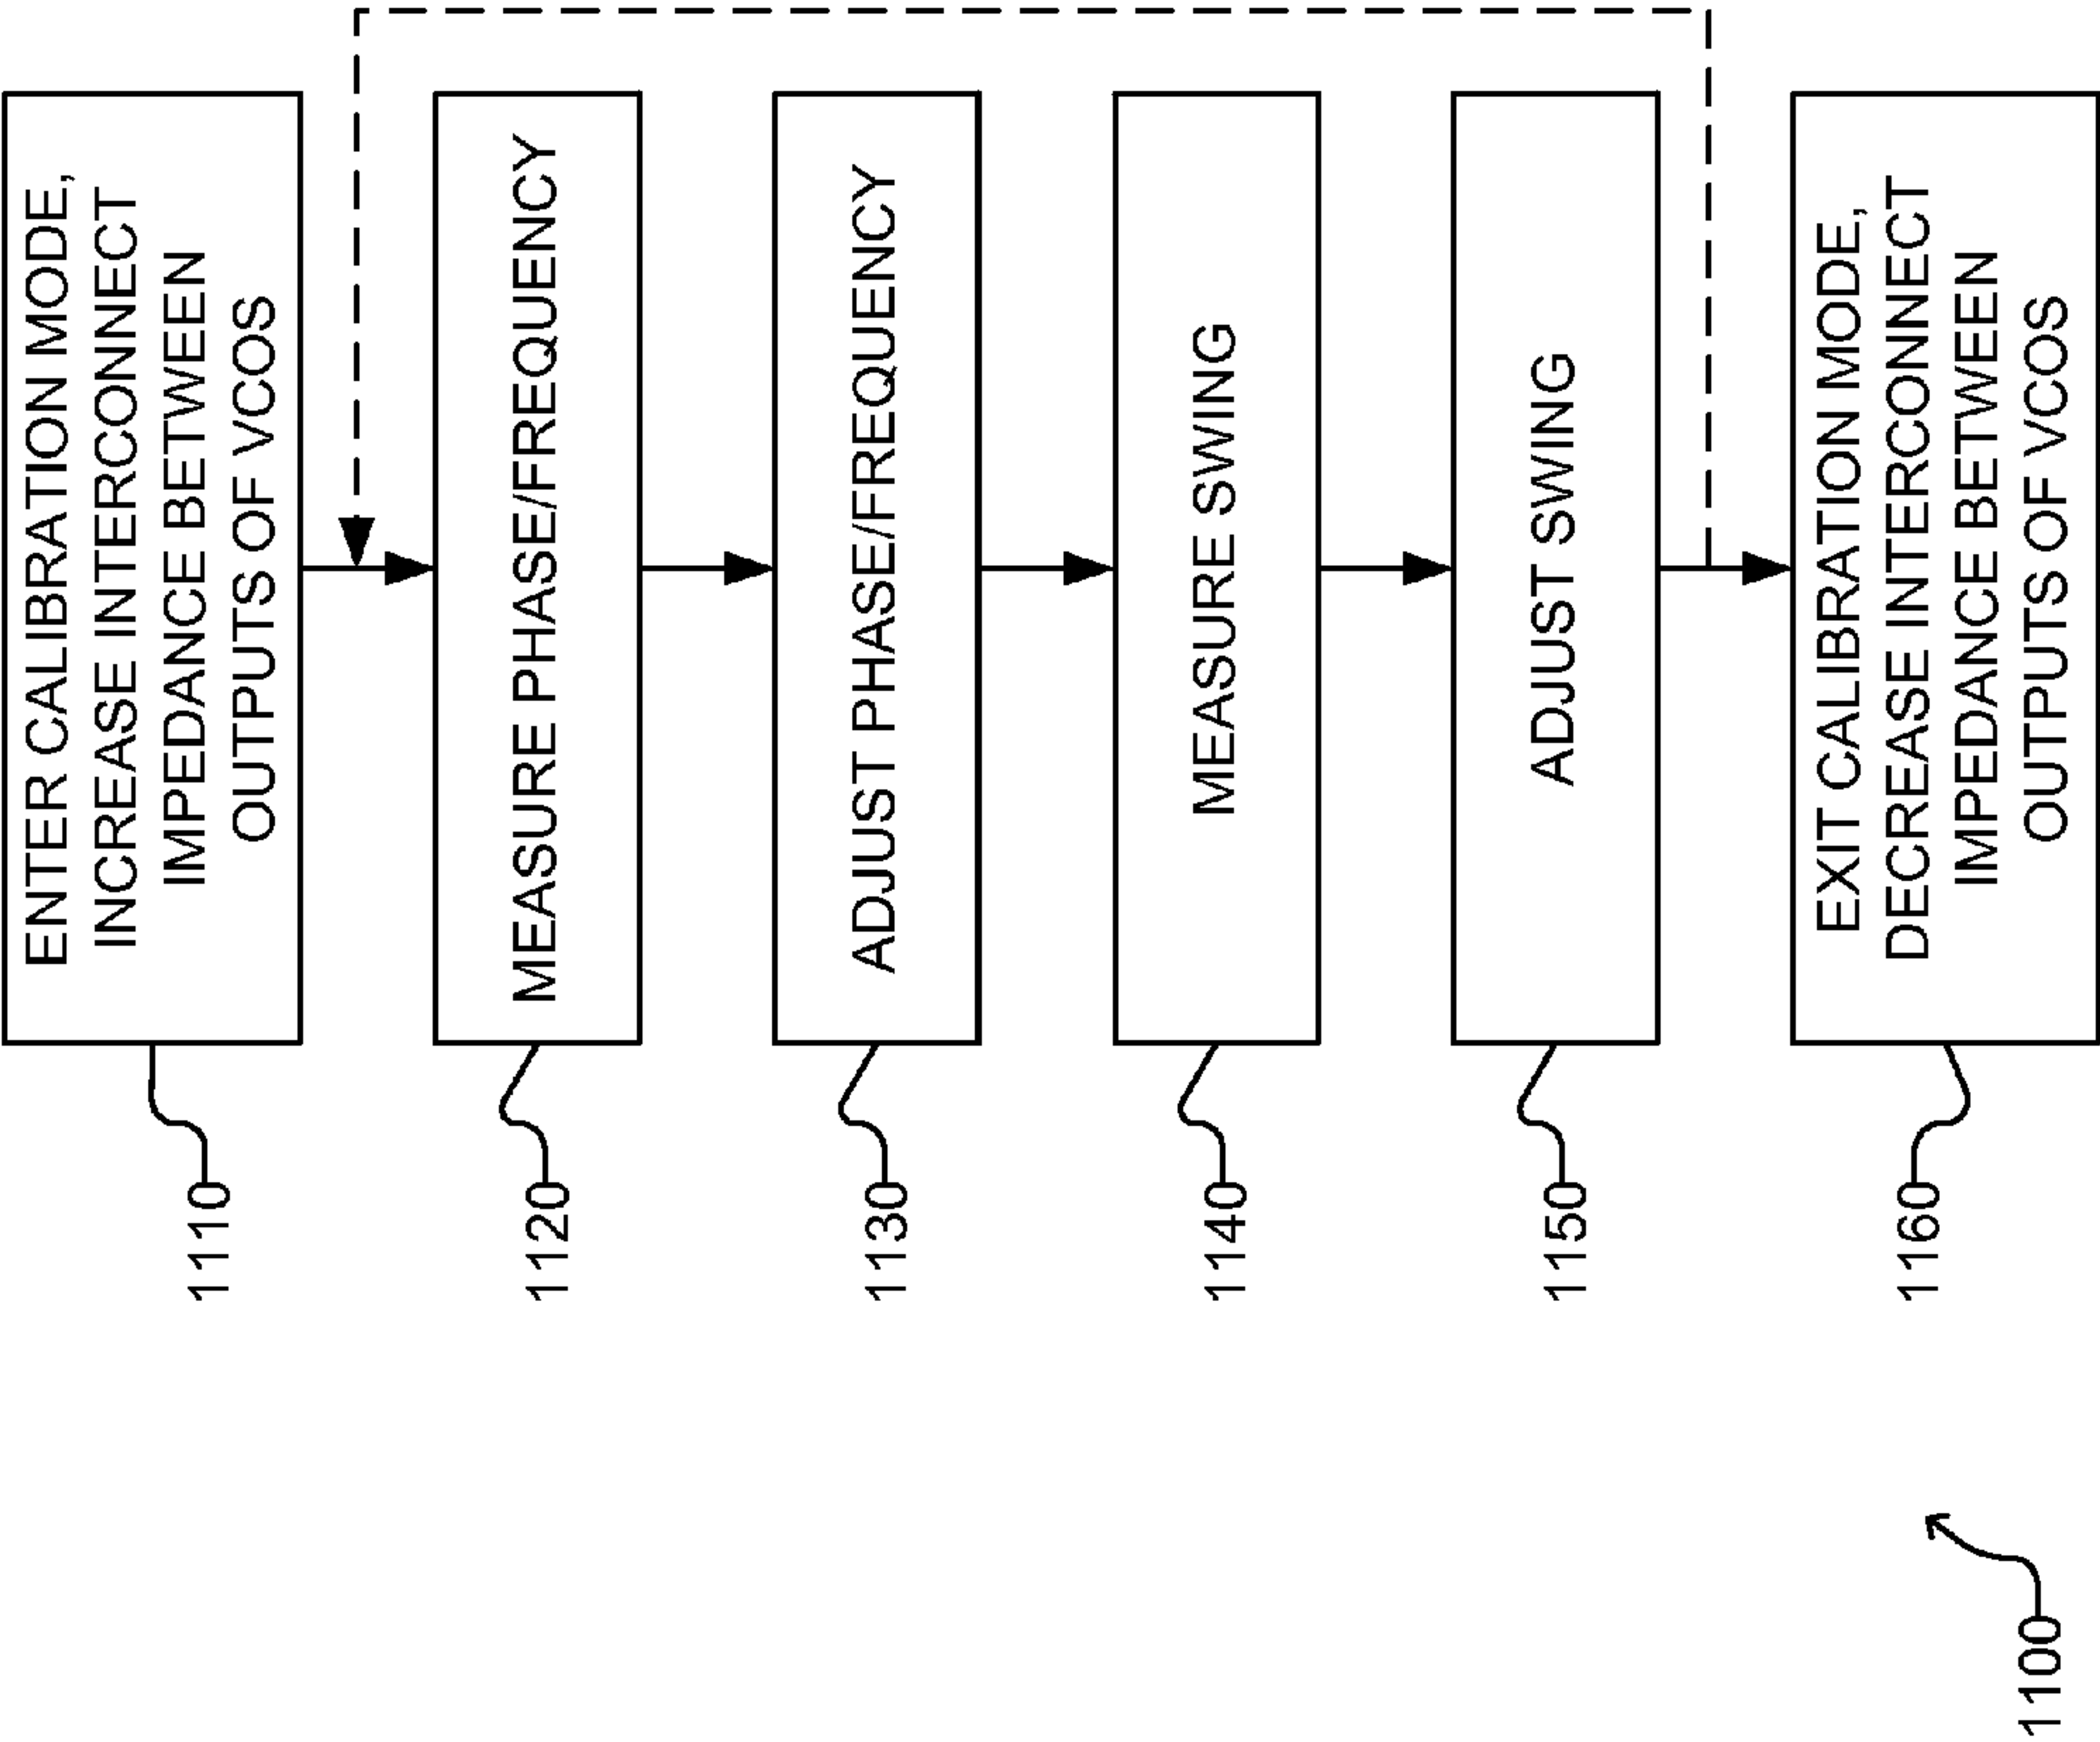 1110
ENTER CALIBRATION MODE,
INCREASE INTERCONNECT
IMPEDANCE BETWEEN
OUTPUTS OF VCOS
1120
MEASURE PHASE/FREQUENCY
1130
ADJUST PHASE/FREQUENCY
1140
MEASURE SWING
1150
ADJUST SWING
1160
EXIT CALIBRATION MODE,
DECREASE INTERCONNECT
IMPEDANCE BETWEEN
OUTPUTS OF VCOS
1100